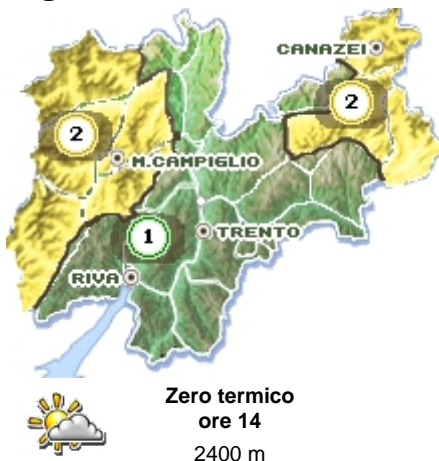 CANAZEI
2
2
M.CAMPIGLIO
1
TRENTO
RIVA
Zero termico
ore 14
2400 m